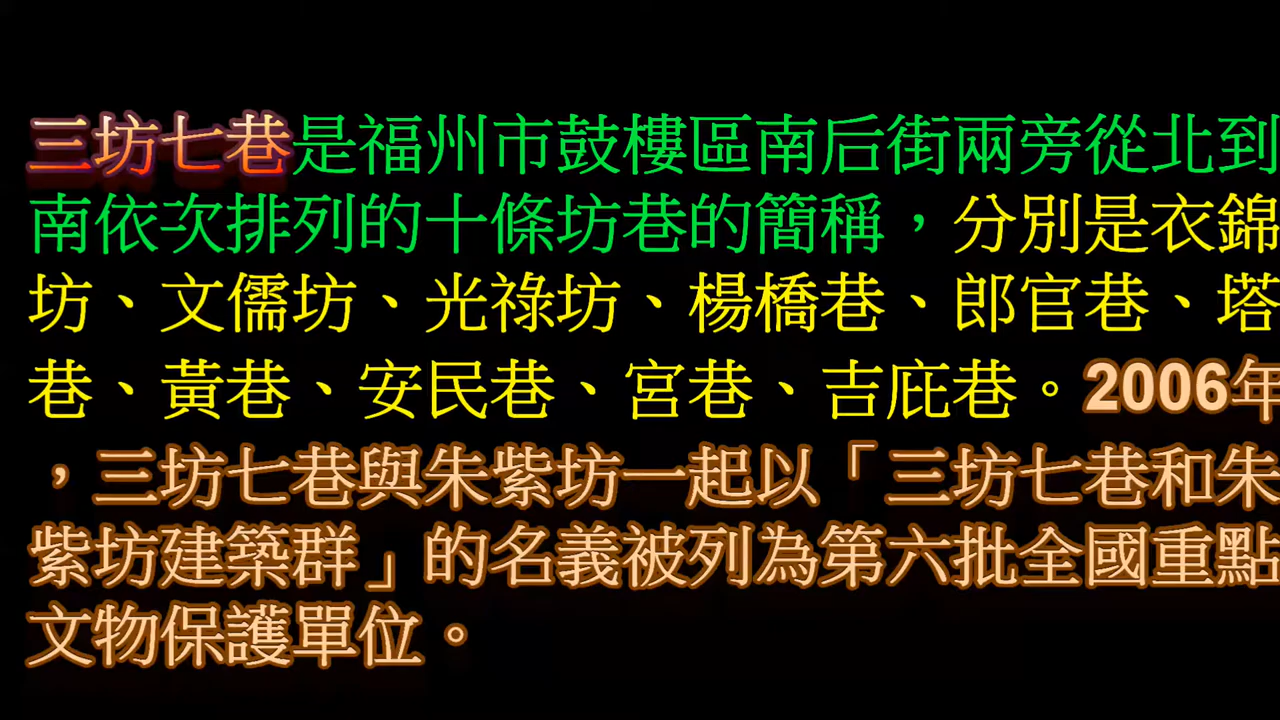 三坊七巷是福州市鼓樓區南后街兩旁從北到
南依次排列的十條坊巷的簡稱，分別是衣錦
坊、文儒坊、光祿坊、楊橋巷、郎官巷、塔
巷、黃巷、安民巷、宮巷、吉庇巷。2006年
，三坊七巷與朱紫坊一起以「三坊七巷和朱
紫坊建築群」的名義被列為第六批全國重點
文物保護單位。